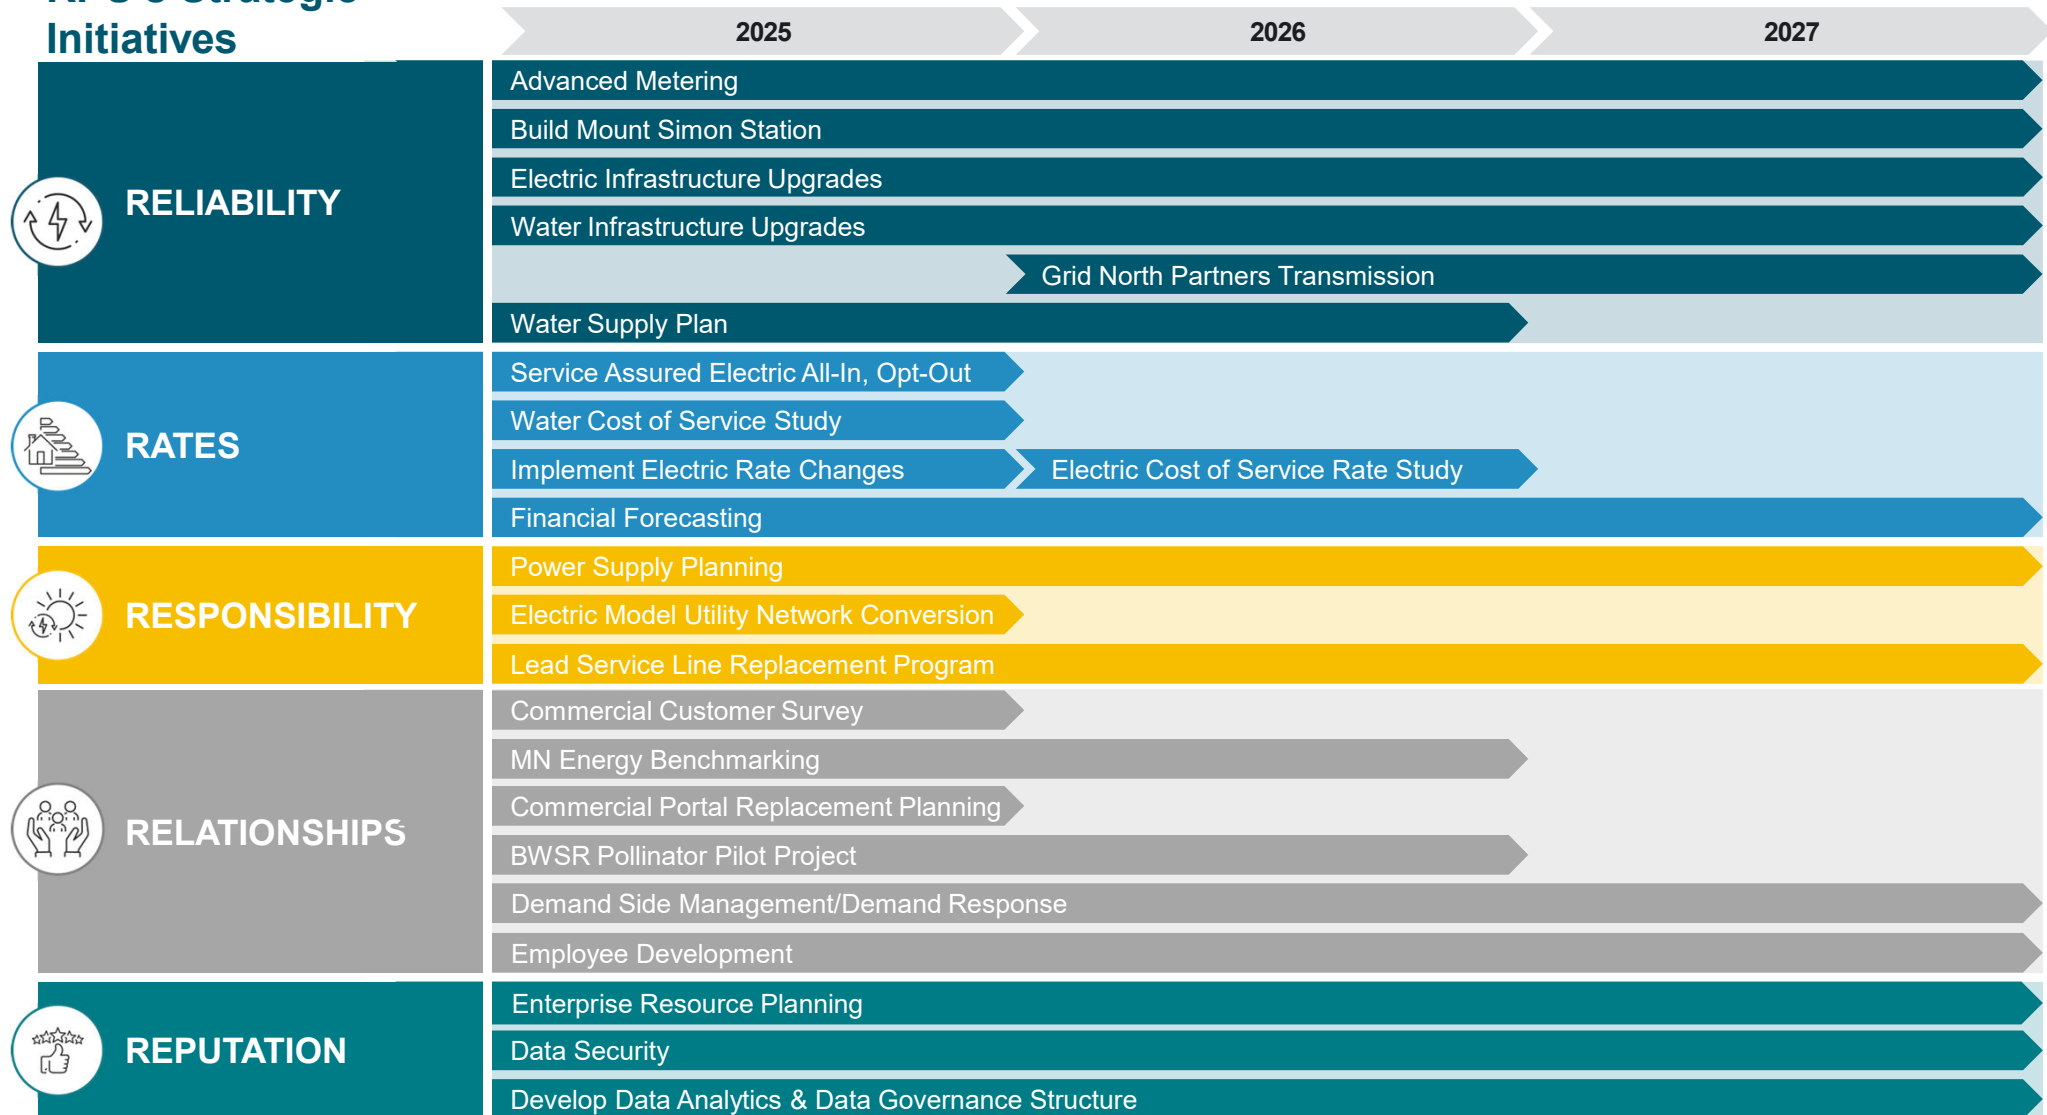 Initiatives
2025
2026
2027
RELIABILITY
Advanced Metering
Build Mount Simon Station
Electric Infrastructure Upgrades
Water Infrastructure Upgrades
Grid North Partners Transmission
Water Supply Plan
RATES
Service Assured Electric All-In, Opt-Out
Water Cost of Service Study
Implement Electric Rate Changes
Electric Cost of Service Rate Study
Financial Forecasting
RESPONSIBILITY
Power Supply Planning
Electric Model Utility Network Conversion
Lead Service Line Replacement Program
RELATIONSHIPS
Commercial Customer Survey
MN Energy Benchmarking
Commercial Portal Replacement Planning
BWSR Pollinator Pilot Project
Demand Side Management/Demand Response
Employee Development
REPUTATION
Enterprise Resource Planning
Data Security
Develop Data Analytics & Data Governance Structure